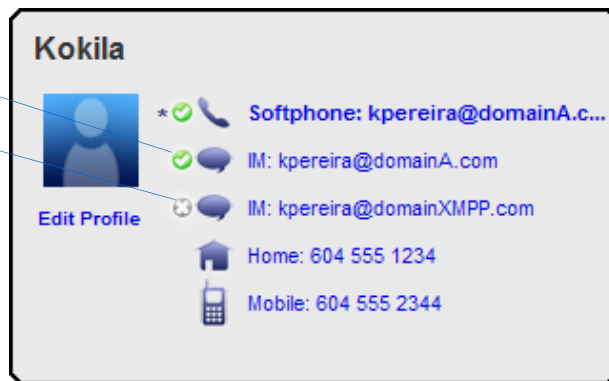 Kokila
* Softphone: kpereira@domainA.c...
IM: kpereira@domainA.com
IM: kpereira@domainXMPP.com
Edit Profile
Home: 604 555 1234
Mobile: 604 555 2344